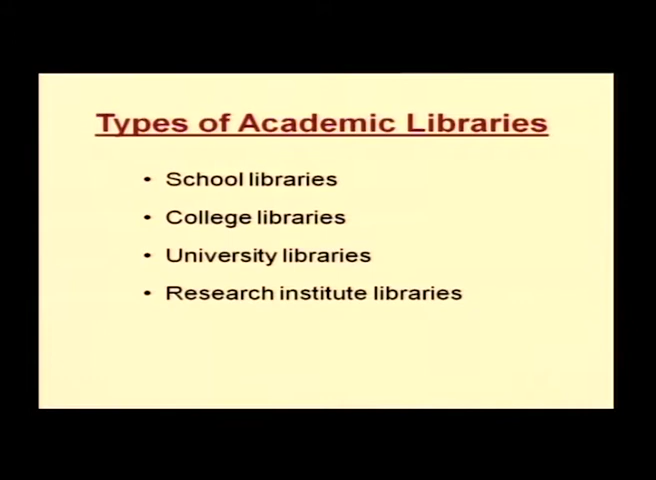 Types of Academic Libraries
• School libraries
• College libraries
• University libraries
• Research institute libraries